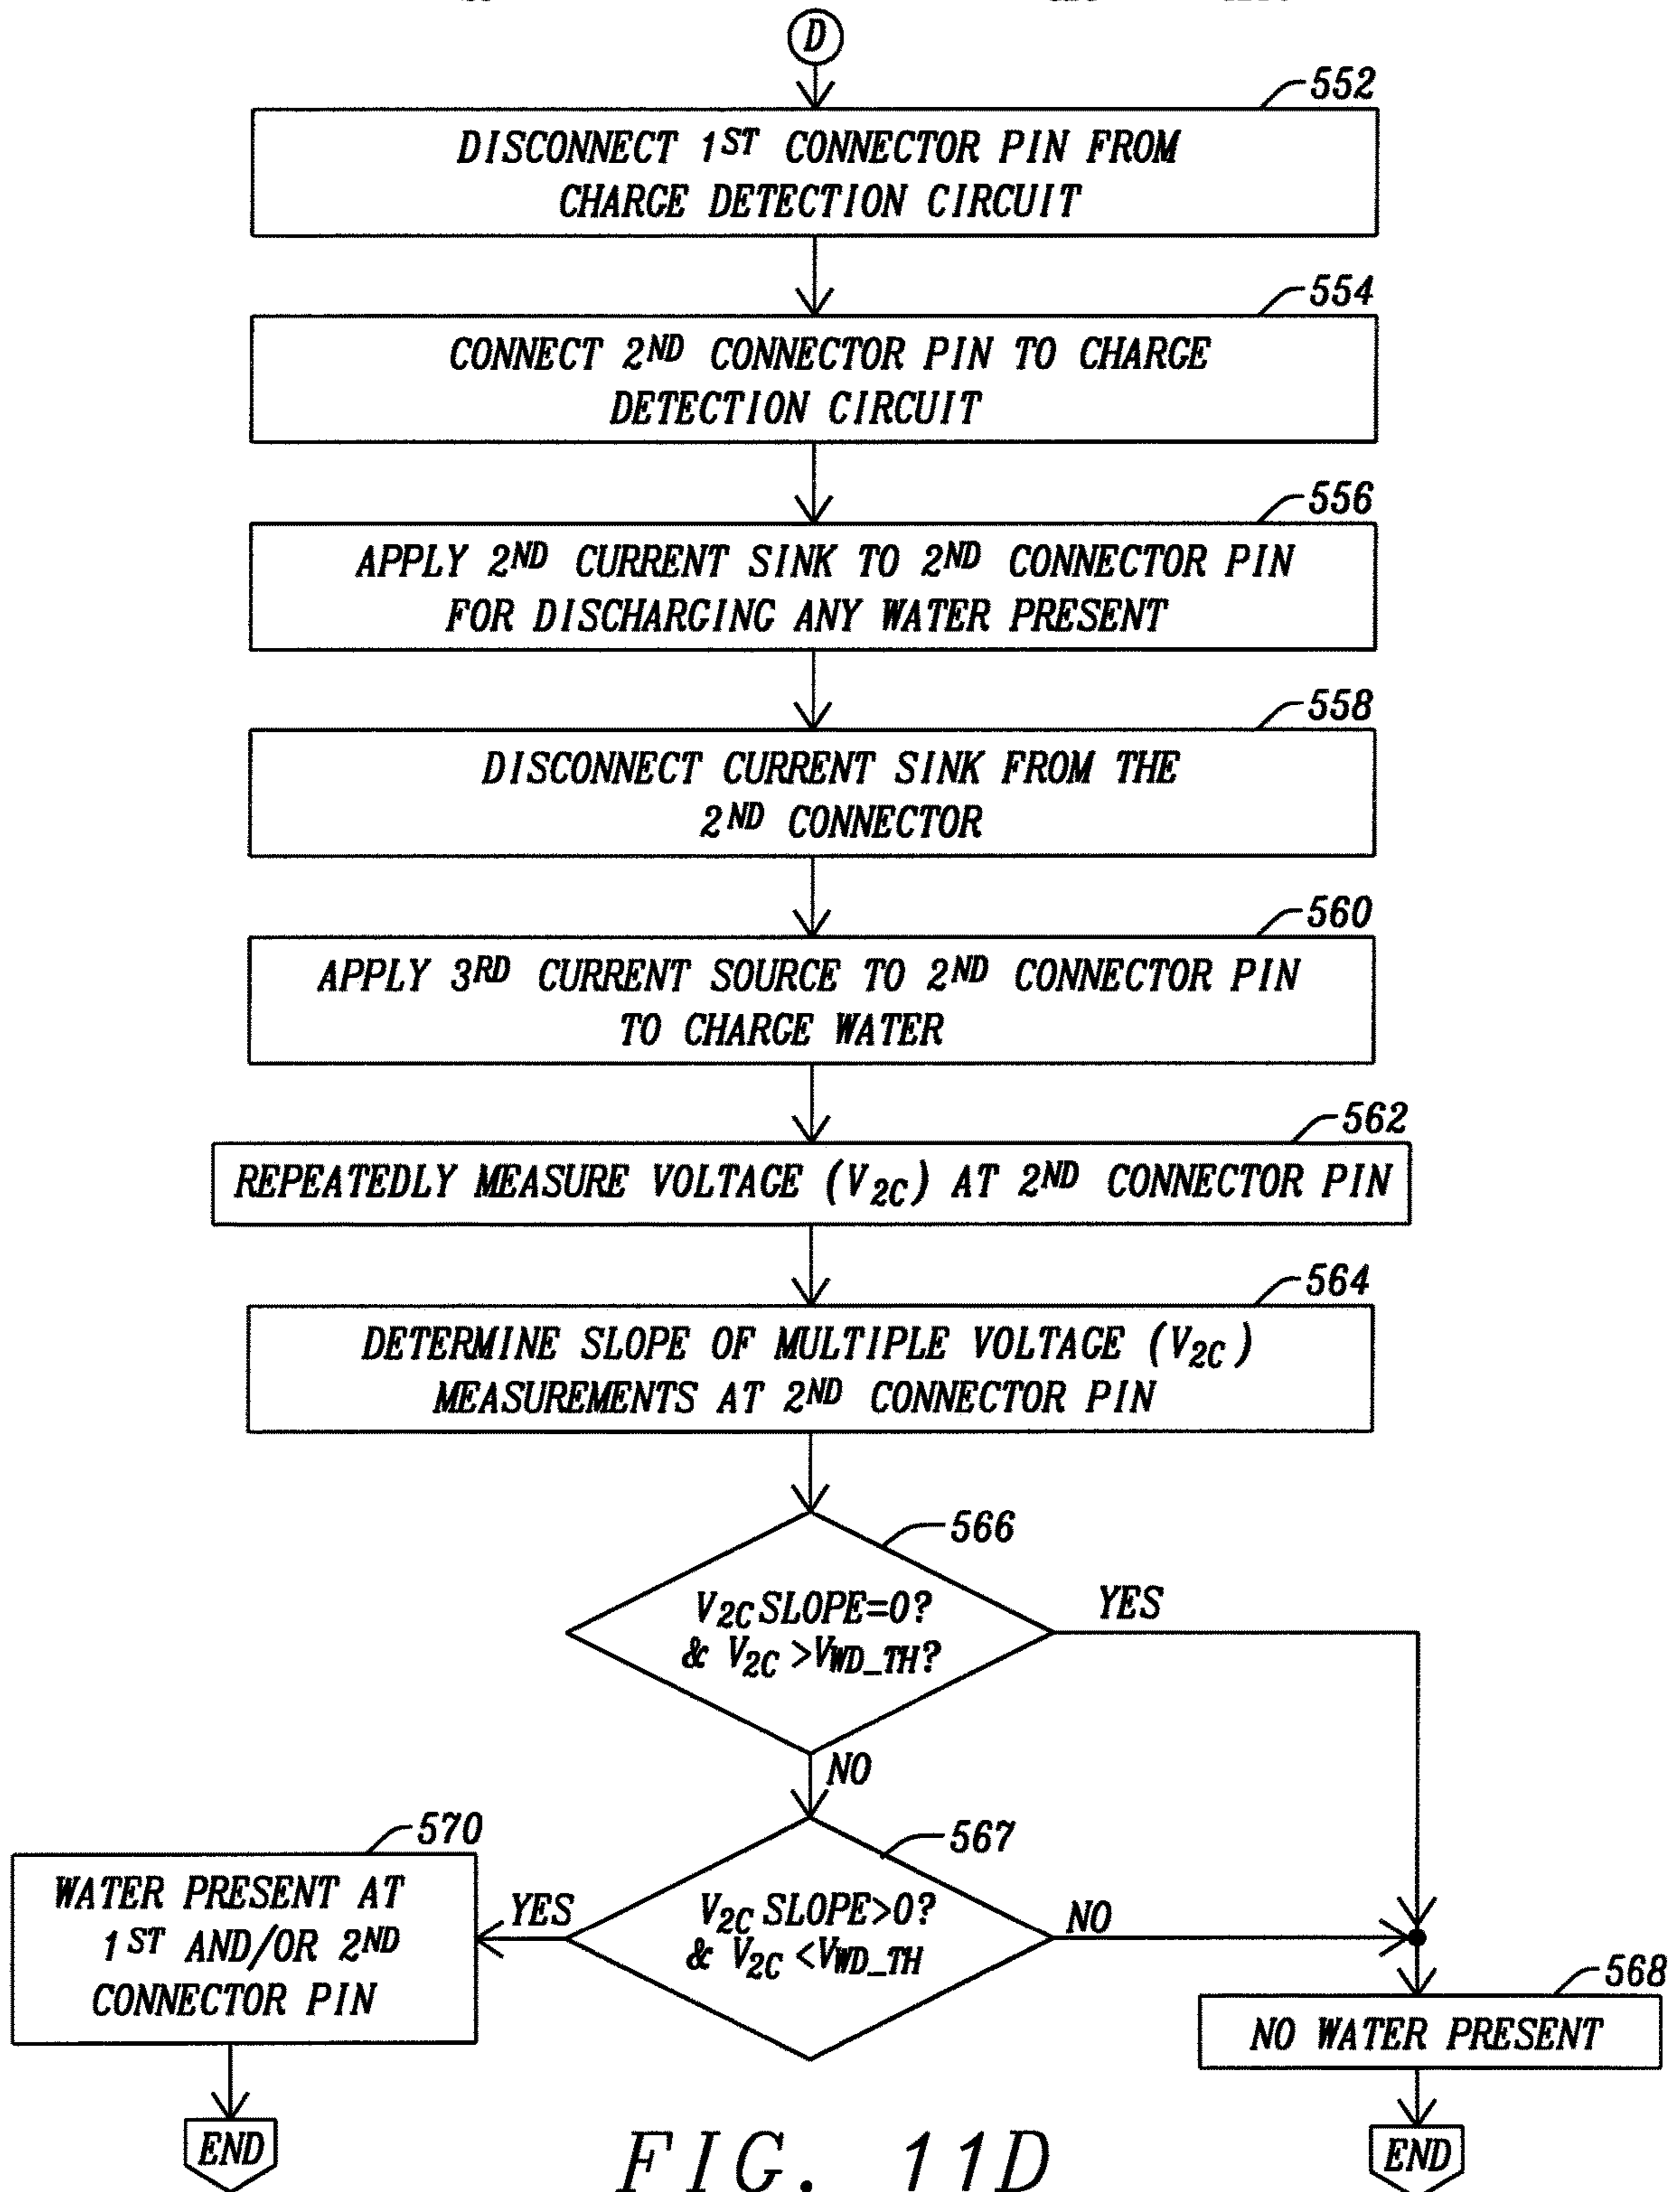 D
552
DISCONNECT 1ST CONNECTOR PIN FROM
CHARGE DETECTION CIRCUIT
554
CONNECT 2ND CONNECTOR PIN TO CHARGE
DETECTION CIRCUIT
556
APPLY 2ND CURRENT SINK TO 2ND CONNECTOR PIN
FOR DISCHARGING ANY WATER PRESENT
558
DISCONNECT CURRENT SINK FROM THE
2ND CONNECTOR
560
APPLY 3RD CURRENT SOURCE TO 2ND CONNECTOR PIN
TO CHARGE WATER
562
REPEATEDLY MEASURE VOLTAGE (V2C) AT 2ND CONNECTOR PIN
564
DETERMINE SLOPE OF MULTIPLE VOLTAGE (V2C)
MEASUREMENTS AT 2ND CONNECTOR PIN
566
V2C SLOPE=0?
& V2C >VWD_TH?
YES
NO
567
V2C SLOPE>0?
& V2C <VWD_TH
YES
NO
570
WATER PRESENT AT
1ST AND/OR 2ND
CONNECTOR PIN
568
NO WATER PRESENT
END
END
FIG. 11D